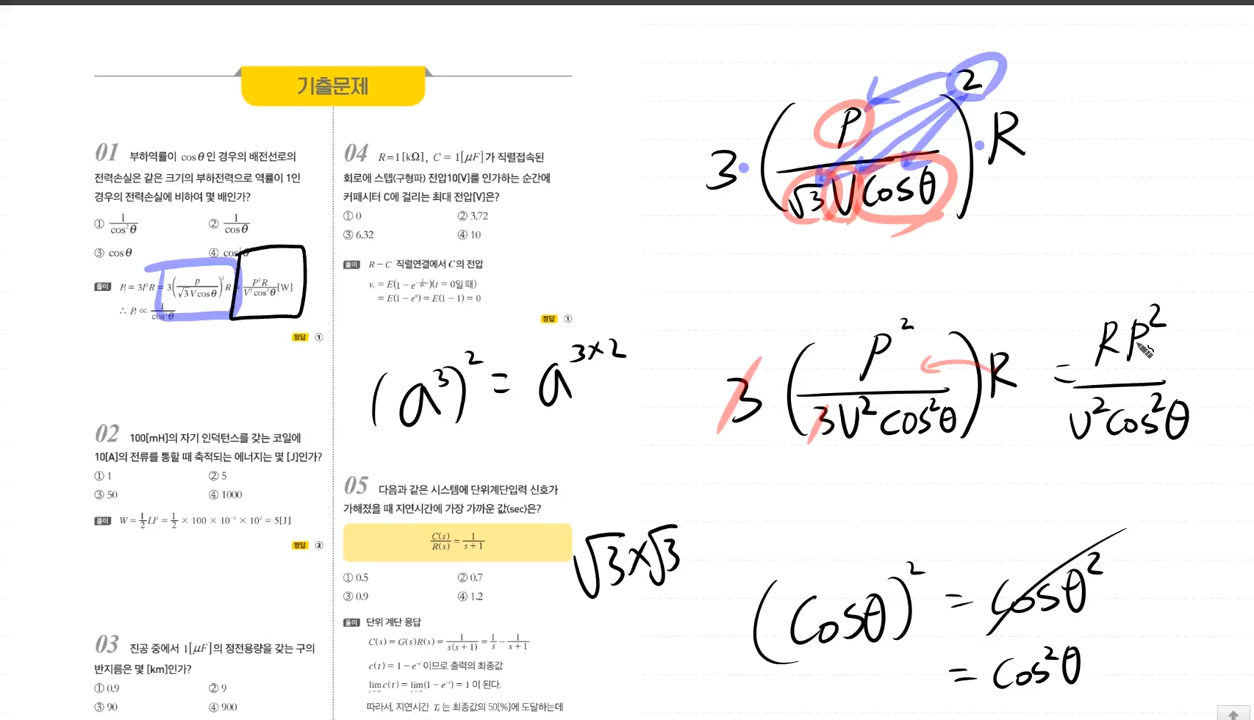 기출문제
01 부하역률이 cosθ인 경우의 배전선로의
전력손실은 같은 크기의 부하전력으로 역률이 1인
경우의 전력손실에 비하여 몇 배인가?
① 1/cos²θ ② 1/cosθ
③ cosθ ④ cos²θ
풀이 Pₗ = 3I²R = 3(P/√3Vcosθ)²R = P²R/V²cos²θ [W]
∴ Pₗ ∝ 1/cos²θ
정답 ①
02 100[mH]의 자기 인덕턴스를 갖는 코일에
10[A]의 전류를 통할 때 축적되는 에너지는 몇 [J]인가?
① 1 ② 5
③ 50 ④ 1000
풀이 W = 1/2 LI² = 1/2 × 100 × 10⁻³ × 10² = 5[J]
정답 ②
03 진공 중에서 1[μF]의 정전용량을 갖는 구의
반지름은 몇 [km]인가?
① 0.9 ② 9
③ 90 ④ 900
04 R=1[kΩ], C=1[μF]가 직렬접속된
회로에 스텝(구형파) 전압10[V]를 인가하는 순간에
커패시터 C에 걸리는 최대 전압[V]은?
① 0 ② 3.72
③ 6.32 ④ 10
풀이 R-C 직렬연결에서 C의 전압
(t = 0일 때)
= E(1-e⁰) = E(1-1) = 0
정답 ①
(a³)² = a³ˣ²
05 다음과 같은 시스템에 단위계단입력 신호가
가해졌을 때 지연시간에 가장 가까운 값(sec)은?
C(s)/R(s) = 1/(s+1)
① 0.5 ② 0.7
③ 0.9 ④ 1.2
풀이 단위 계단 응답
C(s) = G(s)R(s) = 1/s(s+1) = 1/s - 1/(s+1)
c(t) = 1-e⁻ᵗ이므로 출력의 최종값
lim c(t) = lim(1-e⁻ᵗ) = 1이 된다.
따라서, 지연시간 는 최종값의 50[%]에 도달하는데
√3×√3
3·(P/√3Vcosθ)²·R
3(P²/3V²cos²θ)R = RP²/V²cos²θ
(cosθ)² = cosθ²
= cos²θ